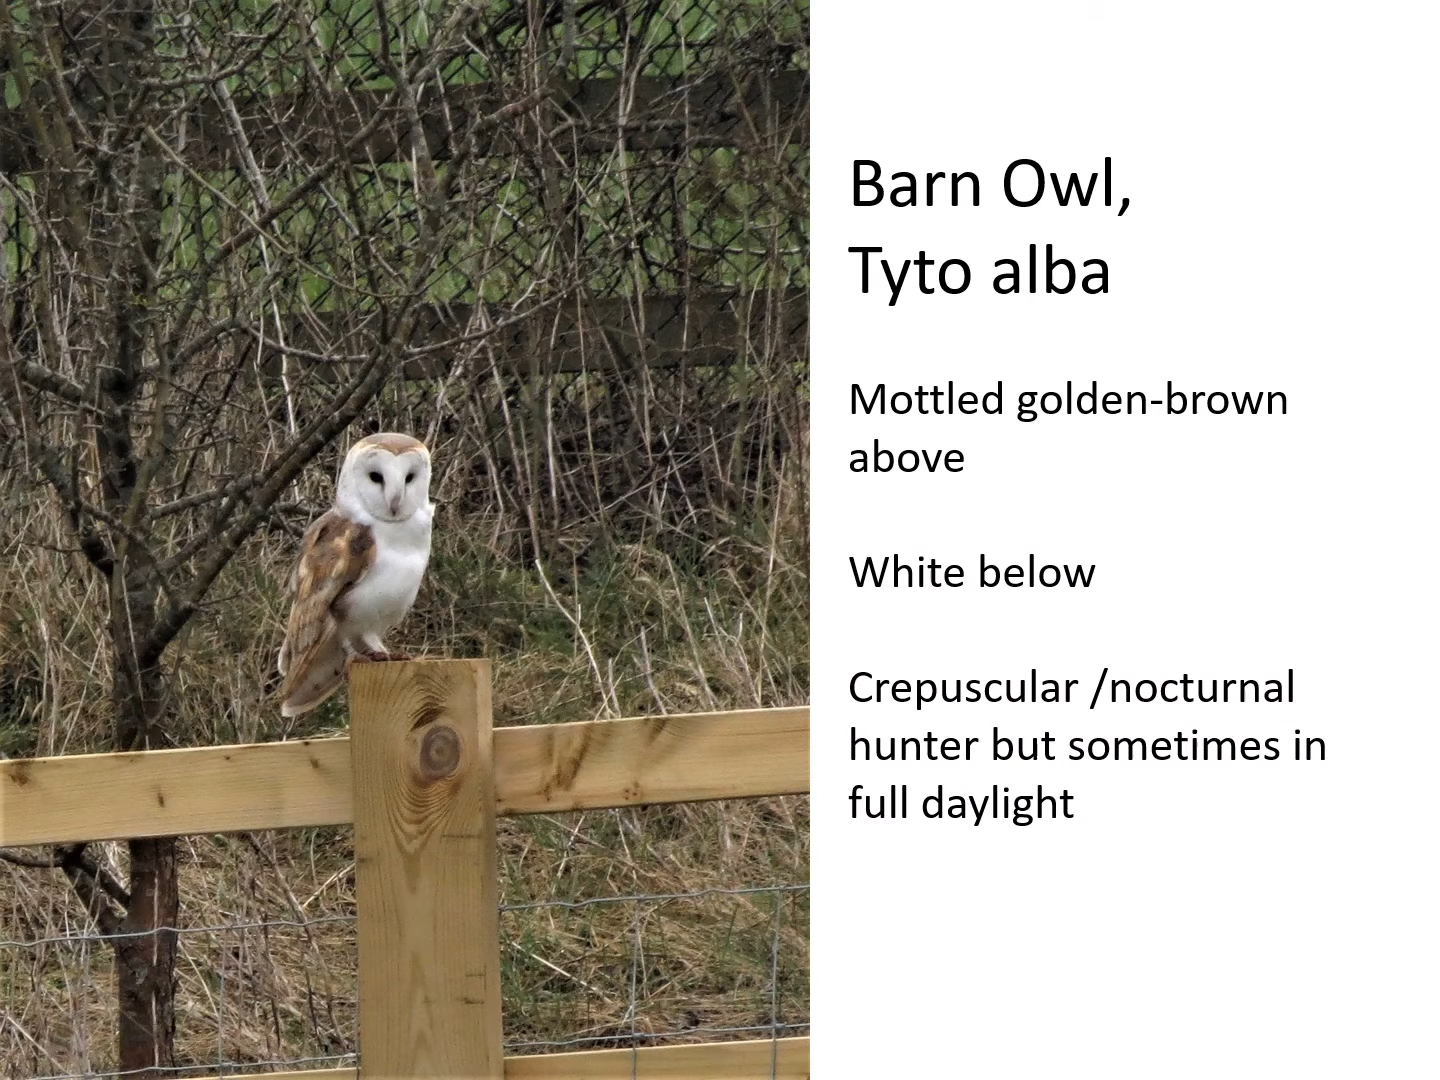 Barn Owl,
Tyto alba
Mottled golden-brown
above
White below
Crepuscular /nocturnal
hunter but sometimes in
full daylight